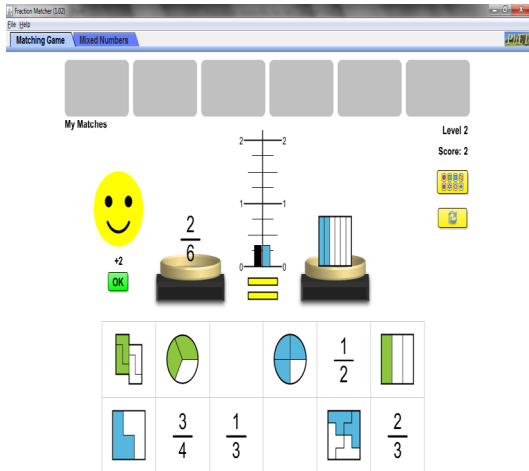 Fraction Matcher (1.02)
File Help
Matching Game Mixed Numbers
My Matches
Level 2
Score: 2
2 2
1 1
0 0
2
6
+2
OK
1
2
3
4
1
3
2
3